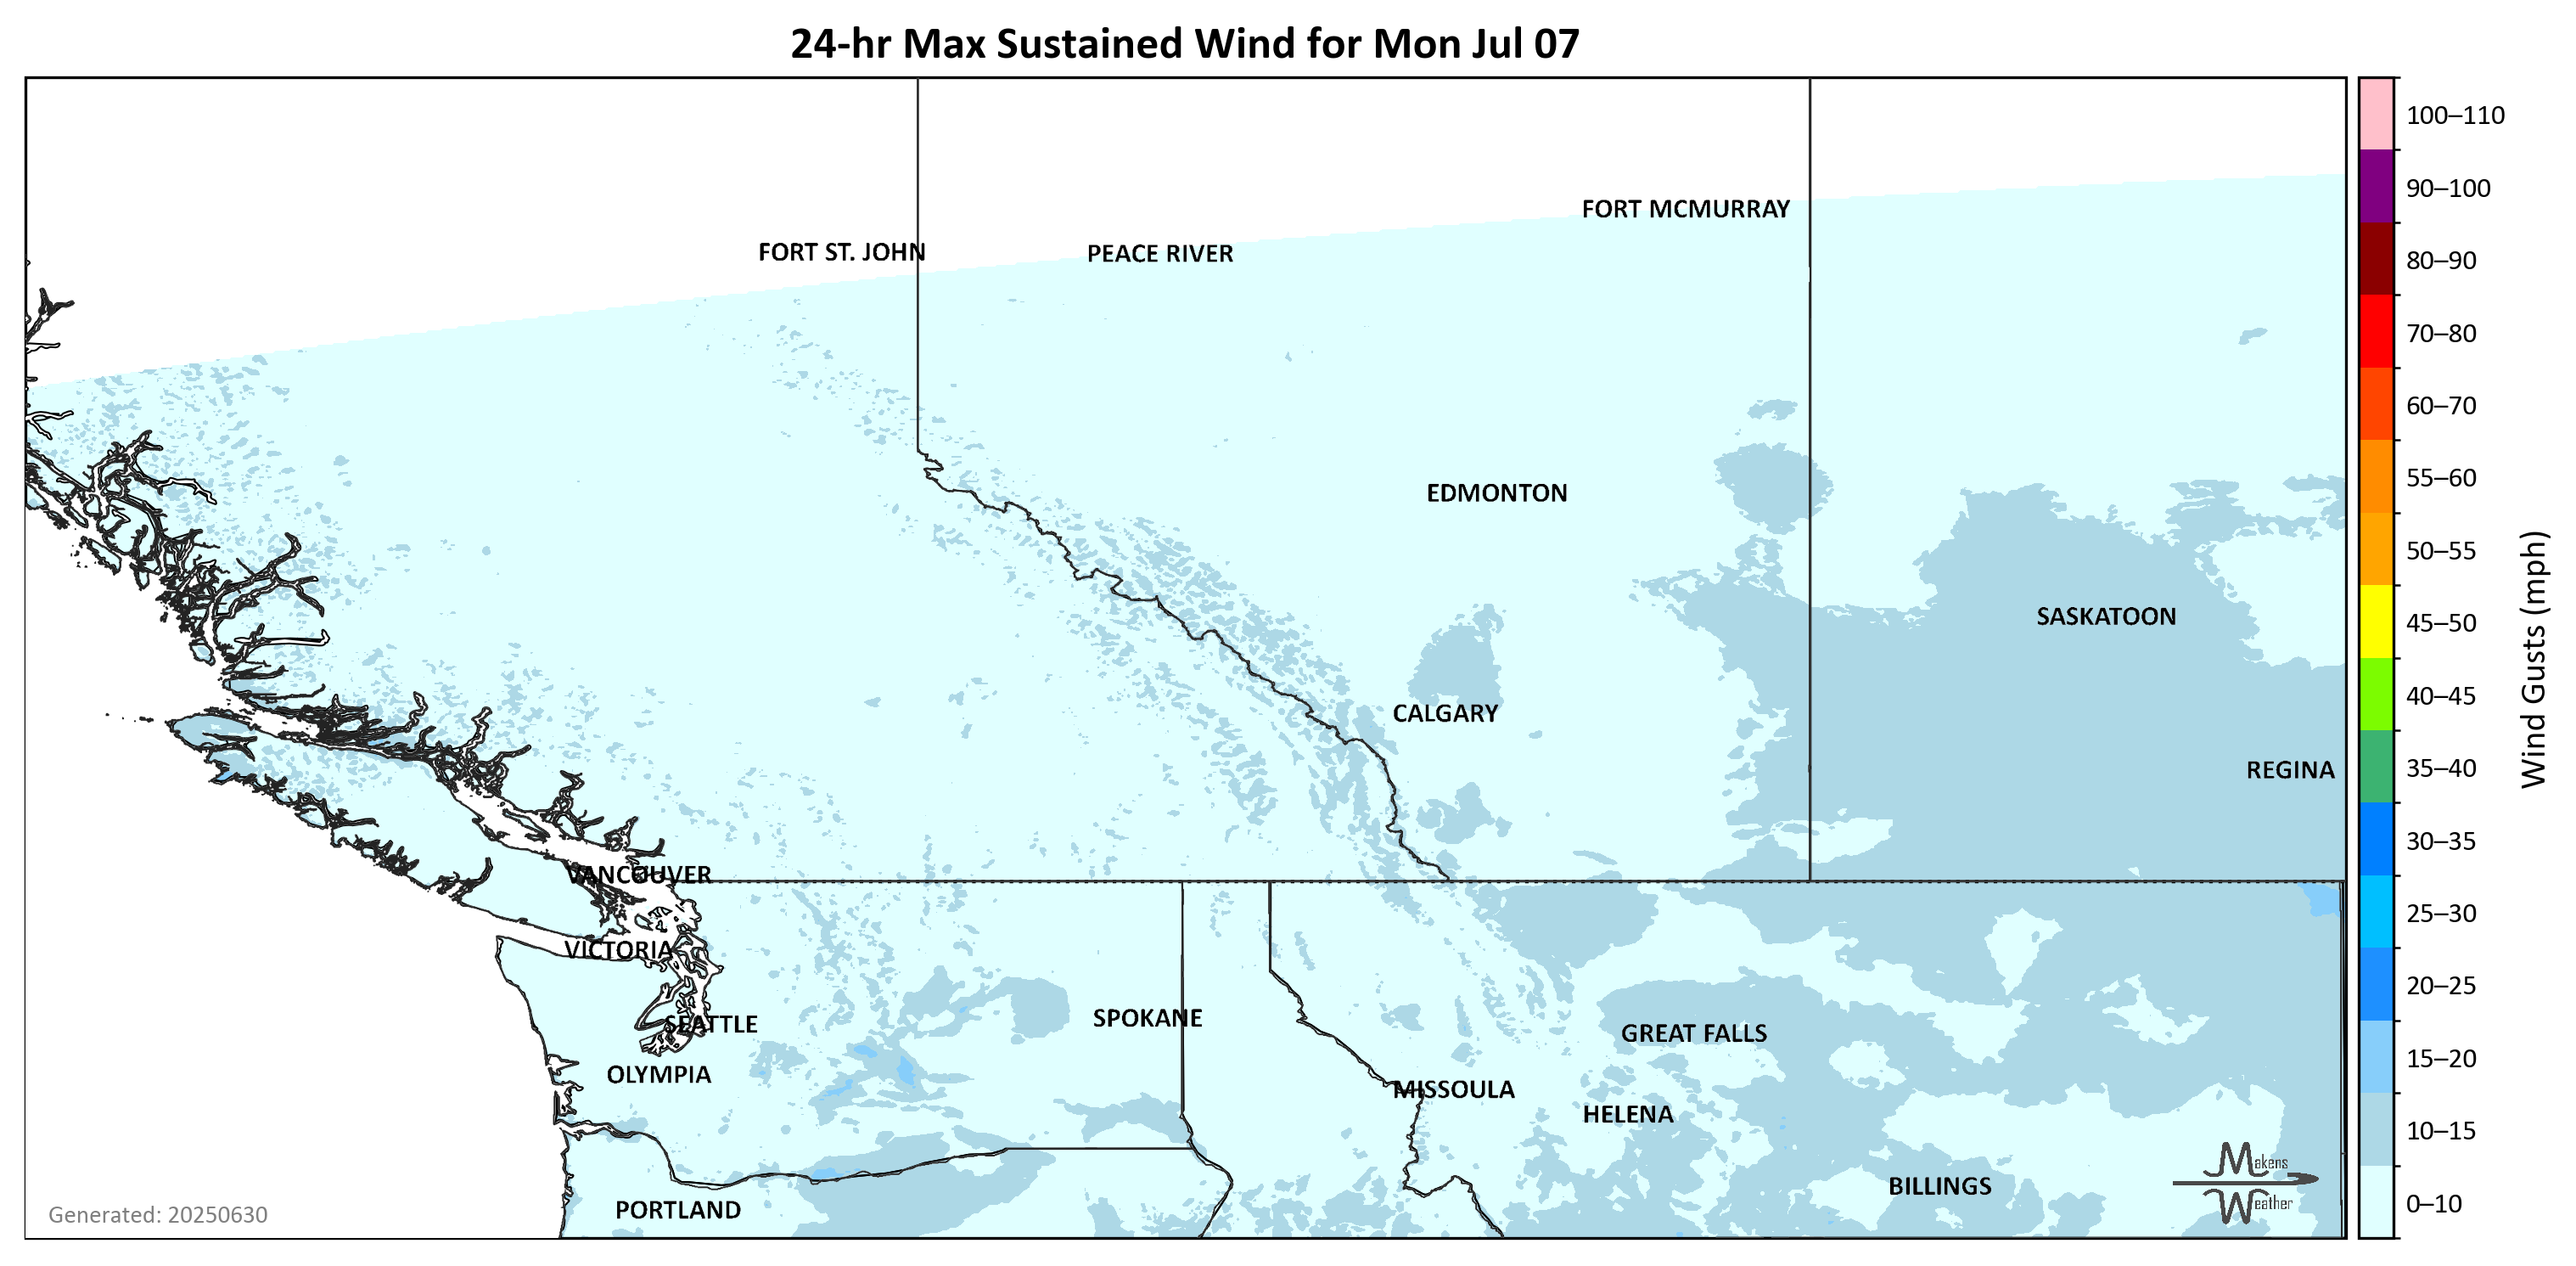 24-hr Max Sustained Wind for Mon Jul 07
100–110
90–100
80–90
70–80
60–70
55–60
50–55
45–50
40–45
35–40
30–35
25–30
20–25
15–20
10–15
0–10
Wind Gusts (mph)
FORT MCMURRAY
FORT ST. JOHN
PEACE RIVER
EDMONTON
SASKATOON
CALGARY
REGINA
VANCOUVER
VICTORIA
SEATTLE
SPOKANE
GREAT FALLS
OLYMPIA
MISSOULA
HELENA
BILLINGS
PORTLAND
Makens
Weather
Generated: 20250630